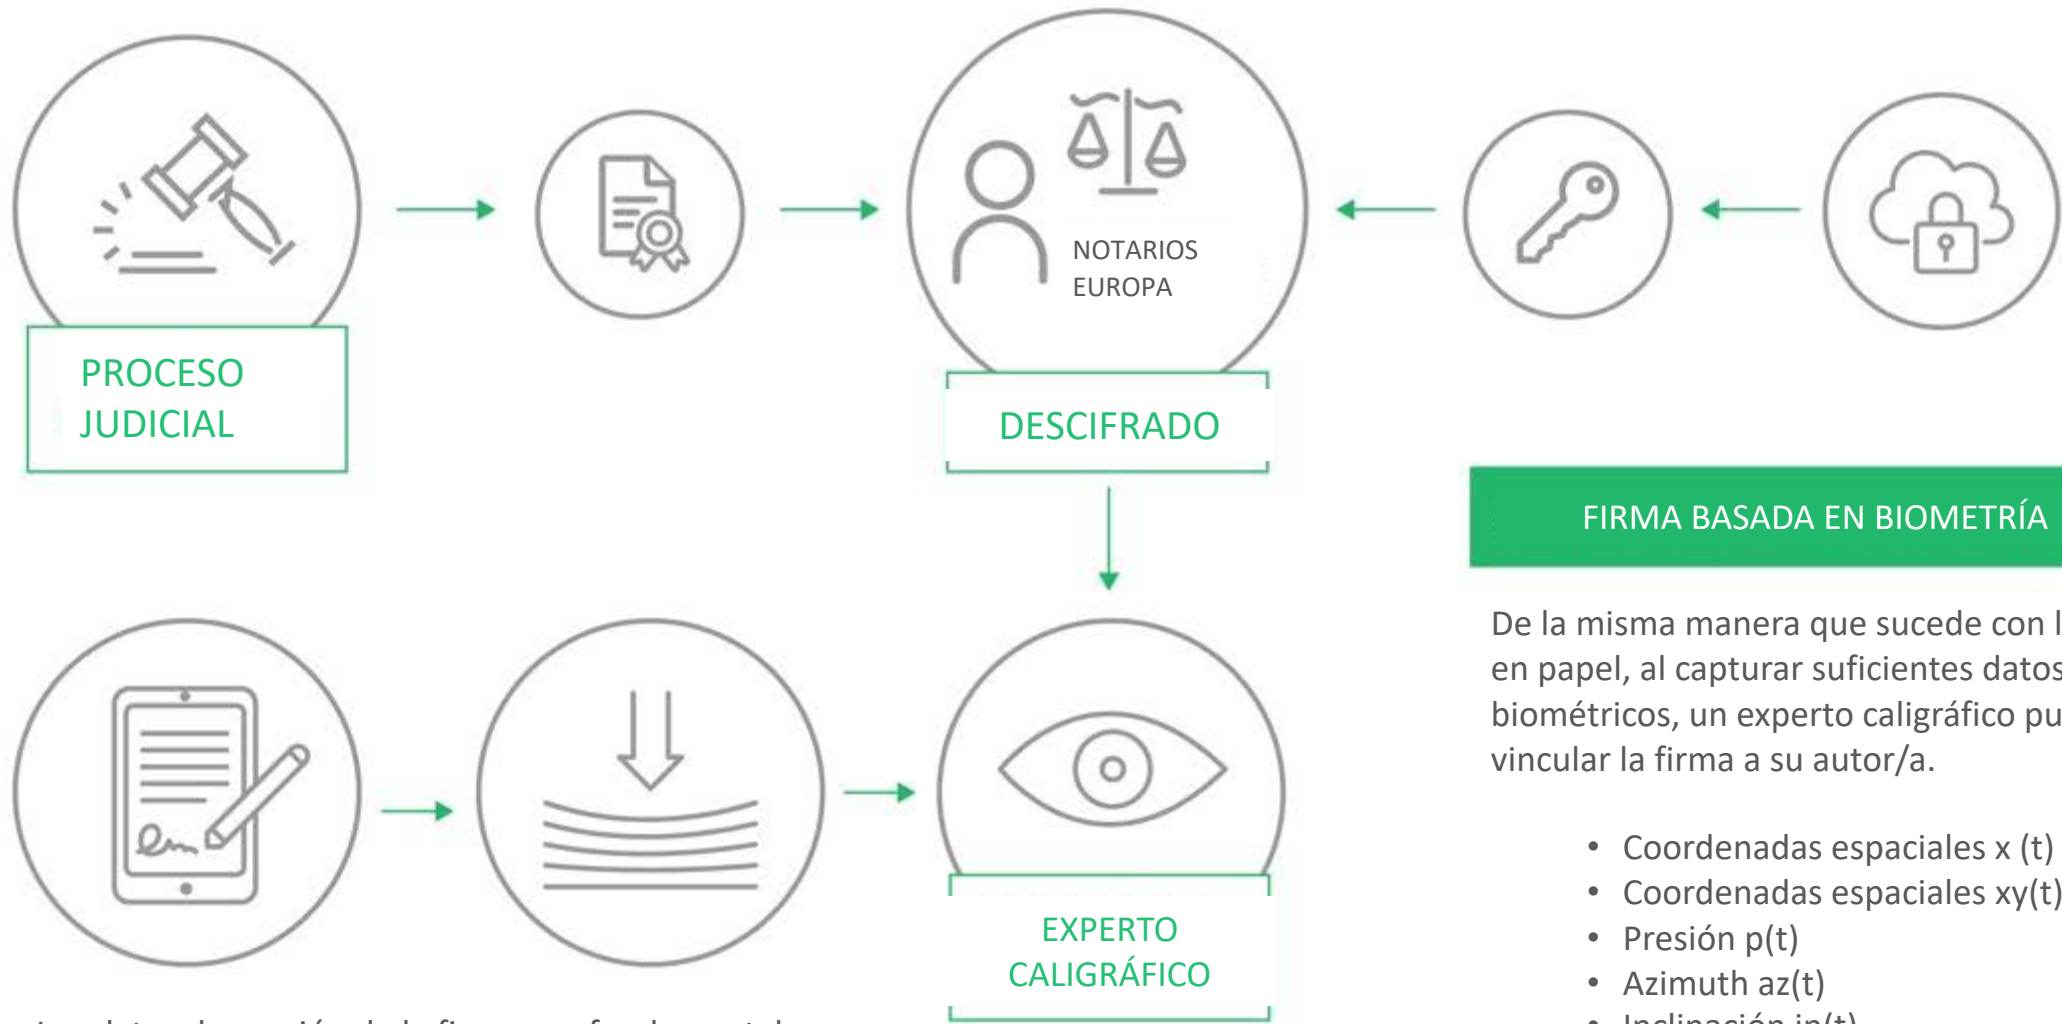 NOTARIOS
EUROPA
PROCESO
JUDICIAL
DESCIFRADO
EXPERTO
CALIGRÁFICO
FIRMA BASADA EN BIOMETRÍA
De la misma manera que sucede con
en papel, al capturar suficientes datos
biométricos, un experto caligráfico
vincular la firma a su autor/a.
• Coordenadas espaciales x (t)
• Coordenadas espaciales xy(t)
• Presión p(t)
• Azimuth az(t)
• Inclinación in(t)